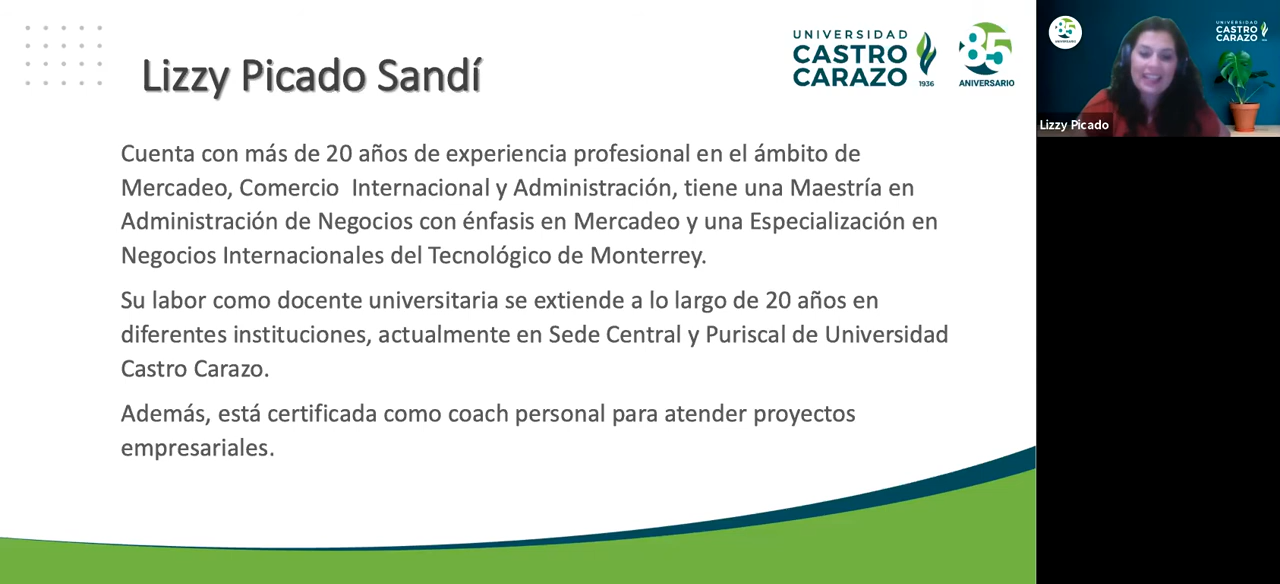 Lizzy Picado Sandí
UNIVERSIDAD
CASTRO
CARAZO
1936
85
ANIVERSARIO
Cuenta con más de 20 años de experiencia profesional en el ámbito de
Mercadeo, Comercio  Internacional y Administración, tiene una Maestría en
Administración de Negocios con énfasis en Mercadeo y una Especialización en
Negocios Internacionales del Tecnológico de Monterrey.
Su labor como docente universitaria se extiende a lo largo de 20 años en
diferentes instituciones, actualmente en Sede Central y Puriscal de Universidad
Castro Carazo.
Además, está certificada como coach personal para atender proyectos
empresariales.
85
ANIVERSARIO
UNIVERSIDAD
CASTRO
CARAZO
Lizzy Picado